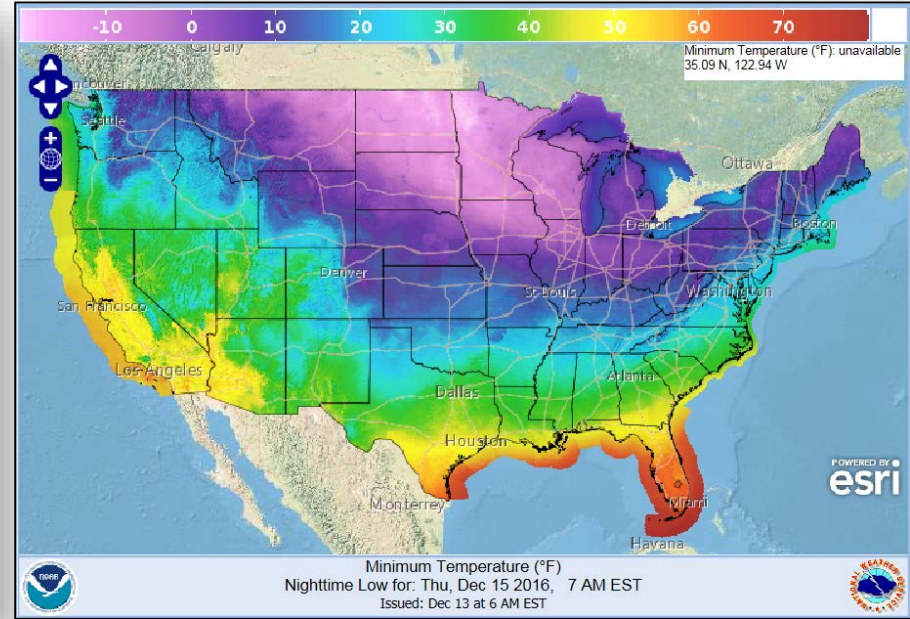 -10 0 10 20 30 40 50 60 70
Minimum Temperature (°F): unavailable
35.09 N, 122.94 W
Calgary
Vancouver
Seattle
Ottawa
Detroit
Boston
Denver
St Louis
Washington
San Francisco
Los Angeles
Dallas
Atlanta
Houston
POWERED BY
esri
Monterrey
Miami
Havana
Minimum Temperature (°F)
Nighttime Low for: Thu, Dec 15 2016, 7 AM EST
Issued: Dec 13 at 6 AM EST
NOAA